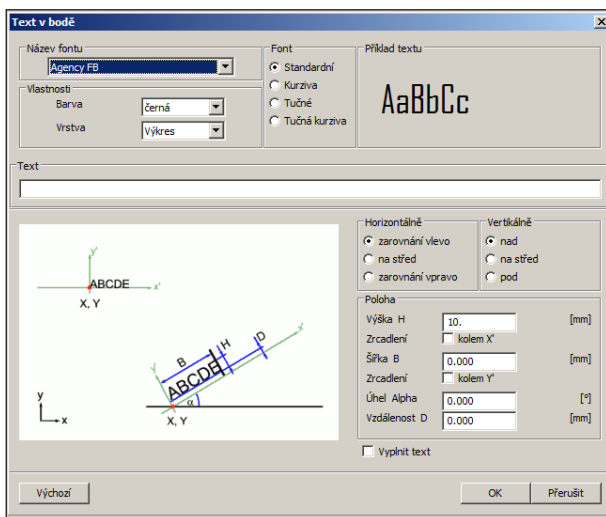 Text v bodě
Název fontu
Agency FB
Vlastnosti
Barva
černá
Vrstva
Výkres
Font
Standardní
Kurziva
Tučné
Tučná kurziva
Příklad textu
AaBbCc
Text
y'
ABCDE
x'
X, Y
B
H
D
x'
y'
ABCDE
α
X, Y
y
x
Horizontálně
zarovnání vlevo
na střed
zarovnání vpravo
Vertikálně
nad
na střed
pod
Poloha
Výška H 10. [mm]
Zrcadlení kolem X'
Šířka B 0.000 [mm]
Zrcadlení kolem Y'
Úhel Alpha 0.000 [°]
Vzdálenost D 0.000 [mm]
Vyplnit text
Výchozí
OK
Přerušit